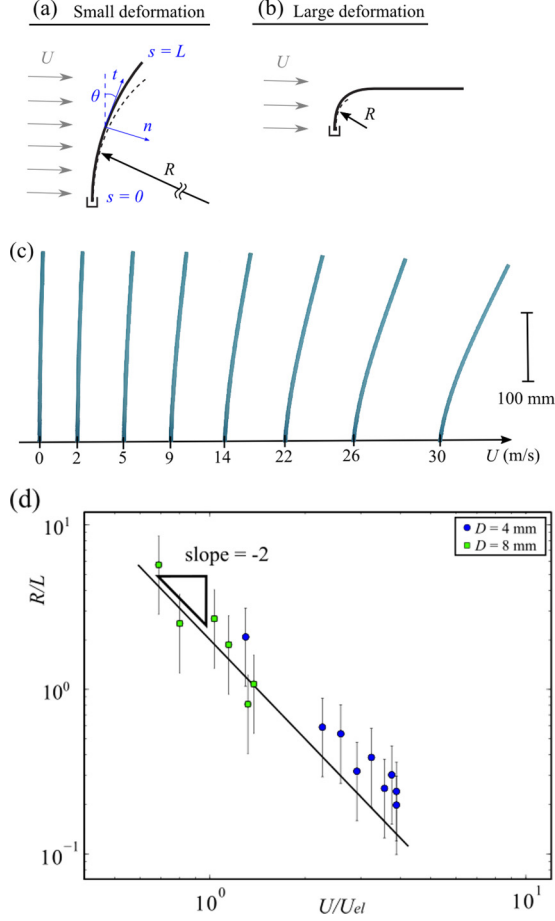 (a) Small deformation
(b) Large deformation
U
θ
t
s = L
n
R
s = 0
U
R
(c)
100 mm
0 2 5 9 14 22 26 30 U (m/s)
(d)
10¹
10⁰
10⁻¹
R/L
slope = -2
D = 4 mm
D = 8 mm
10⁰ 10¹
U/Uₑₗ